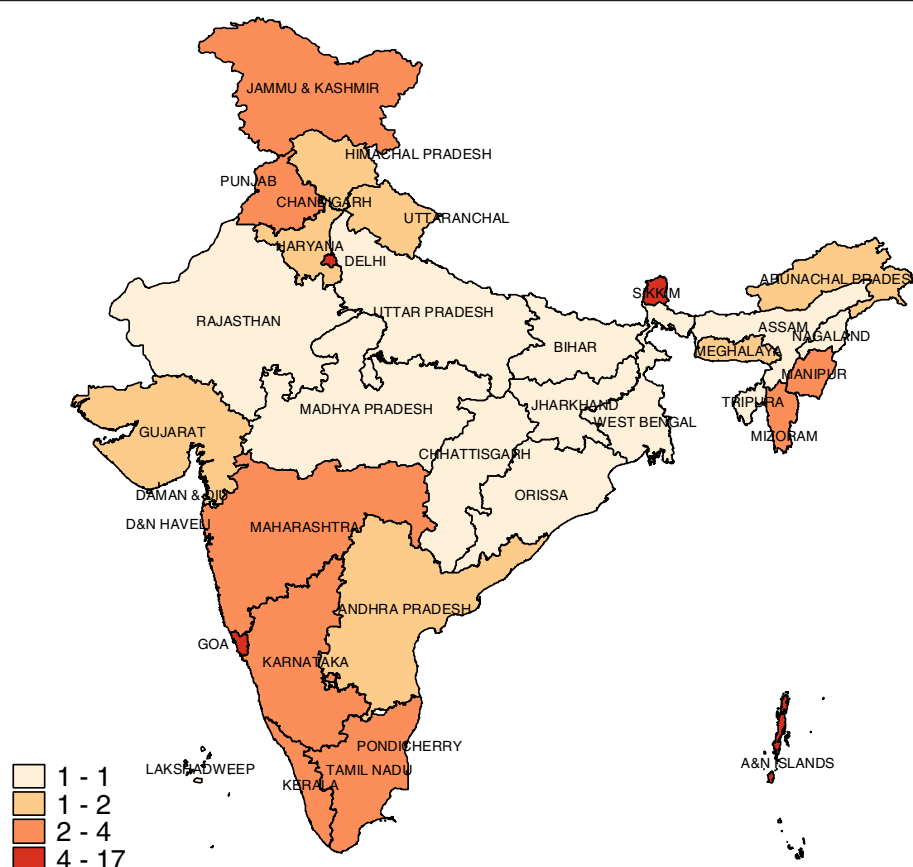 JAMMU & KASHMIR
HIMACHAL PRADESH
PUNJAB
CHANDIGARH
UTTARANCHAL
HARYANA
DELHI
ARUNACHAL PRADESH
SIKKIM
UTTAR PRADESH
RAJASTHAN
ASSAM
NAGALAND
BIHAR
MEGHALAYA
MANIPUR
TRIPURA
JHARKHAND
MADHYA PRADESH
WEST BENGAL
GUJARAT
MIZORAM
CHHATTISGARH
DAMAN & DIU
ORISSA
D&N HAVELI
MAHARASHTRA
ANDHRA PRADESH
GOA
KARNATAKA
PONDICHERRY
A&N ISLANDS
LAKSHADWEEP
TAMIL NADU
KERALA
1 - 1
1 - 2
2 - 4
4 - 17